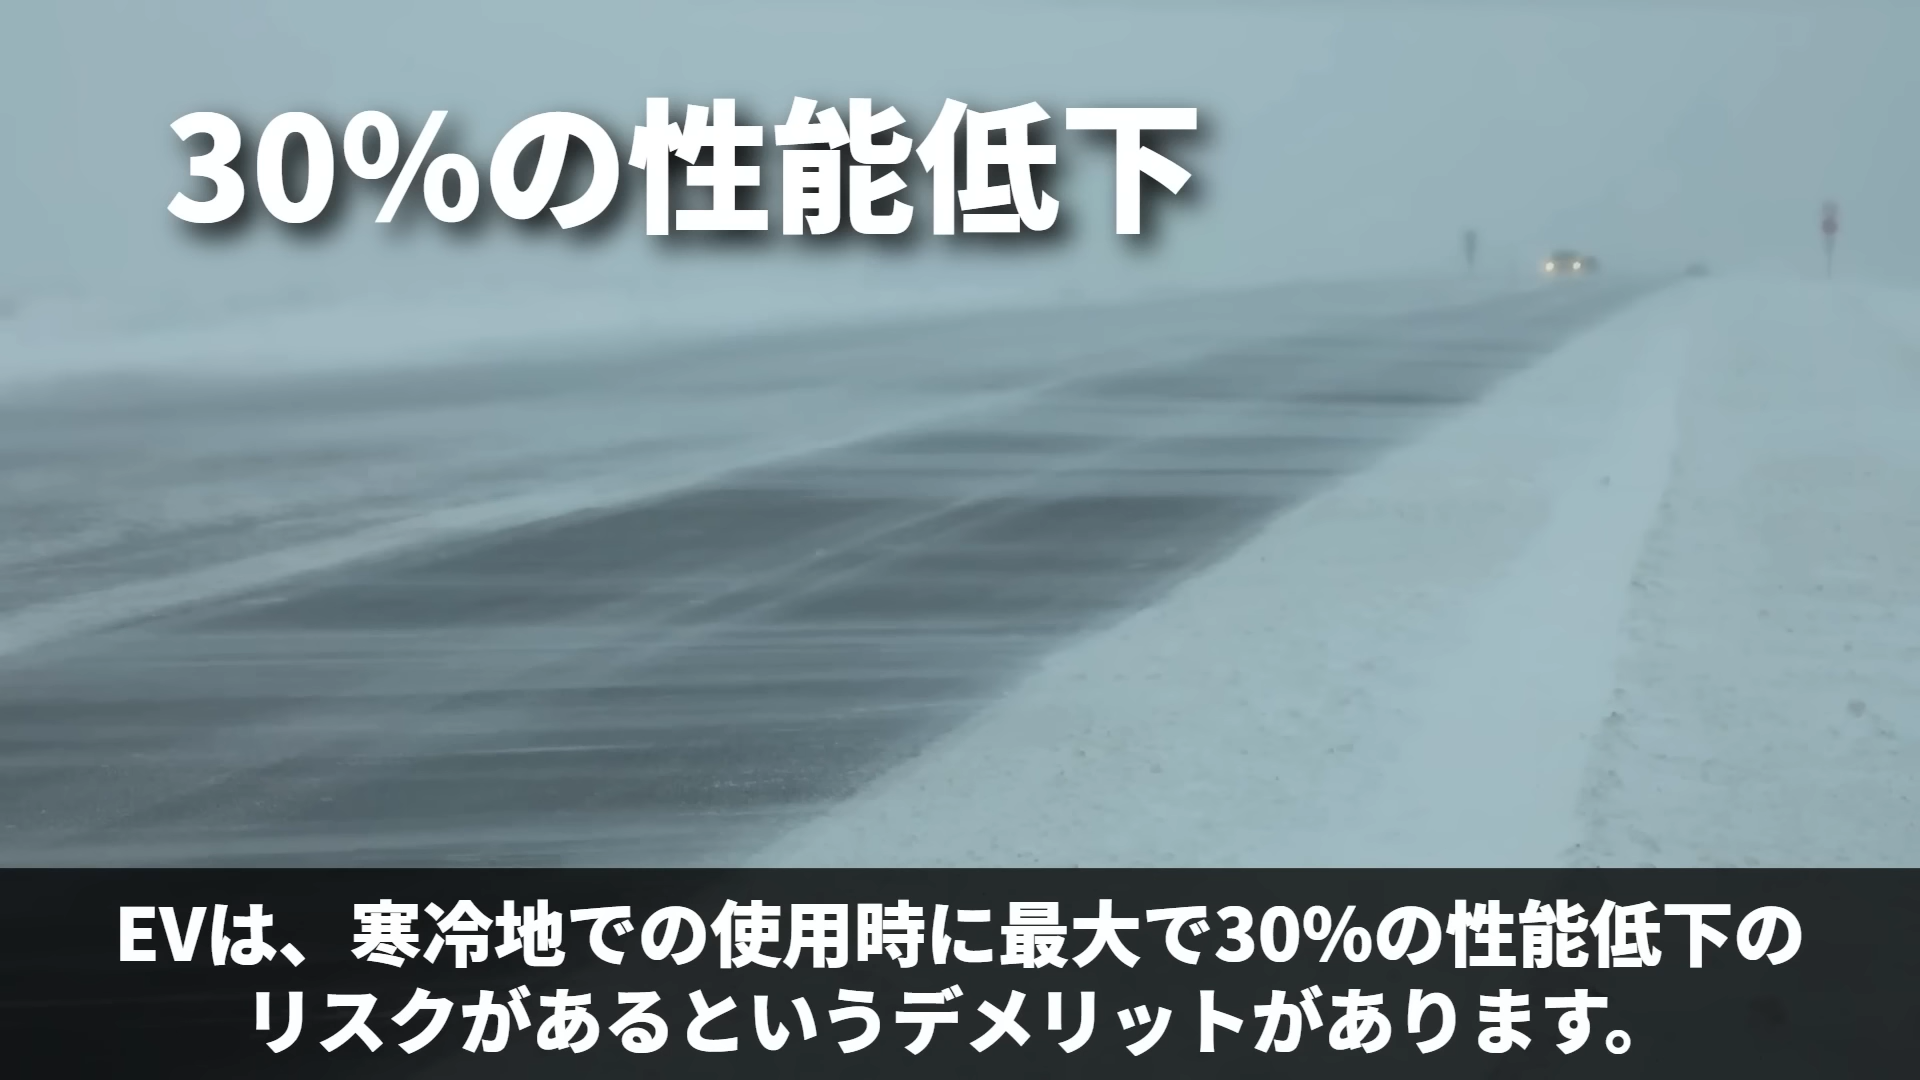 30%の性能低下
EVは、寒冷地での使用時に最大で30%の性能低下の
リスクがあるというデメリットがあります。